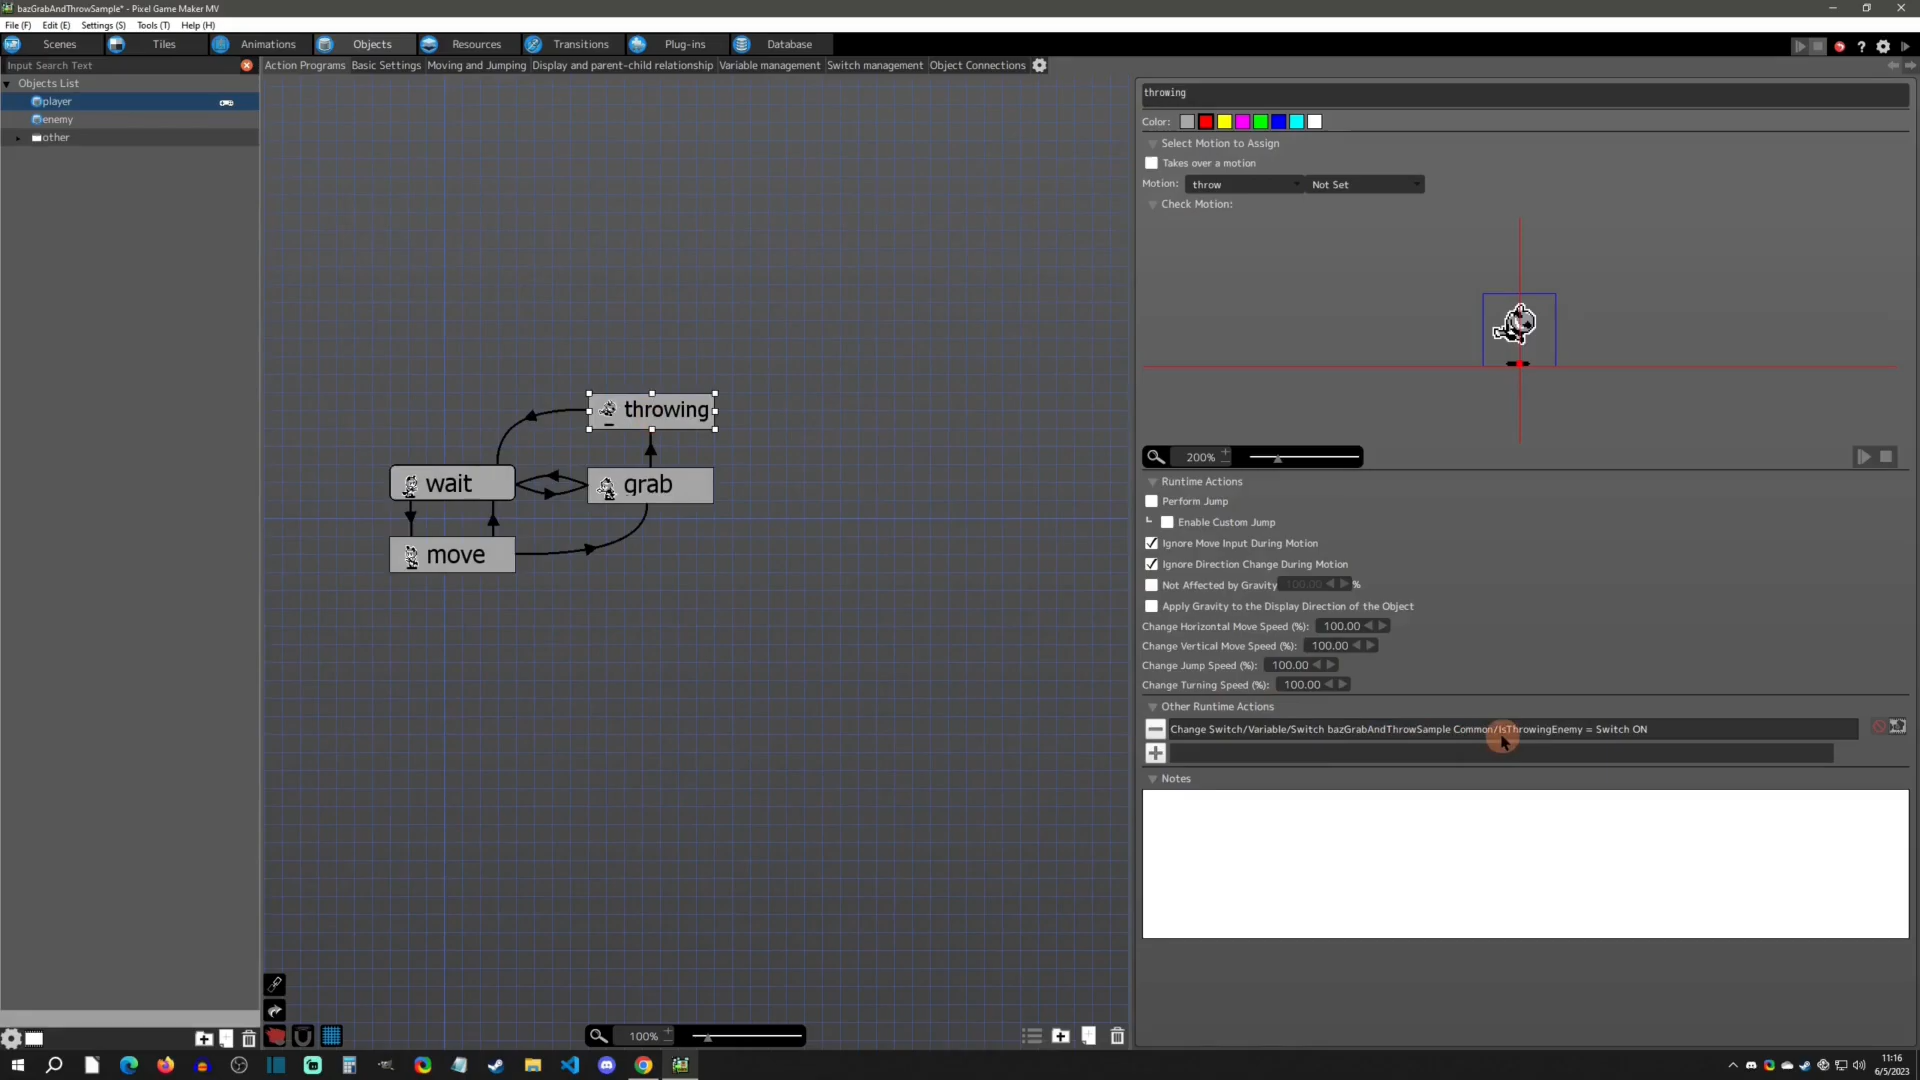 bazGrabAndThrowSample* - Pixel Game Maker MV
File (F) Edit (E) Settings (S) Tools (T) Help (H)
Scenes Tiles Animations Objects Resources Transitions Plug-ins Database
Input Search Text
Action Programs Basic Settings Moving and Jumping Display and parent-child relationship Variable management Switch management Object Connections
Objects List
player
enemy
other
throwing
wait
grab
move
100%
throwing
Color:
Select Motion to Assign
Takes over a motion
Motion: throw Not Set
Check Motion:
200%
Runtime Actions
Perform Jump
Enable Custom Jump
Ignore Move Input During Motion
Ignore Direction Change During Motion
Not Affected by Gravity 100.00 %
Apply Gravity to the Display Direction of the Object
Change Horizontal Move Speed (%): 100.00
Change Vertical Move Speed (%): 100.00
Change Jump Speed (%): 100.00
Change Turning Speed (%): 100.00
Other Runtime Actions
Change Switch/Variable/Switch bazGrabAndThrowSample Common/IsThrowingEnemy = Switch ON
Notes
11:16
6/5/2023